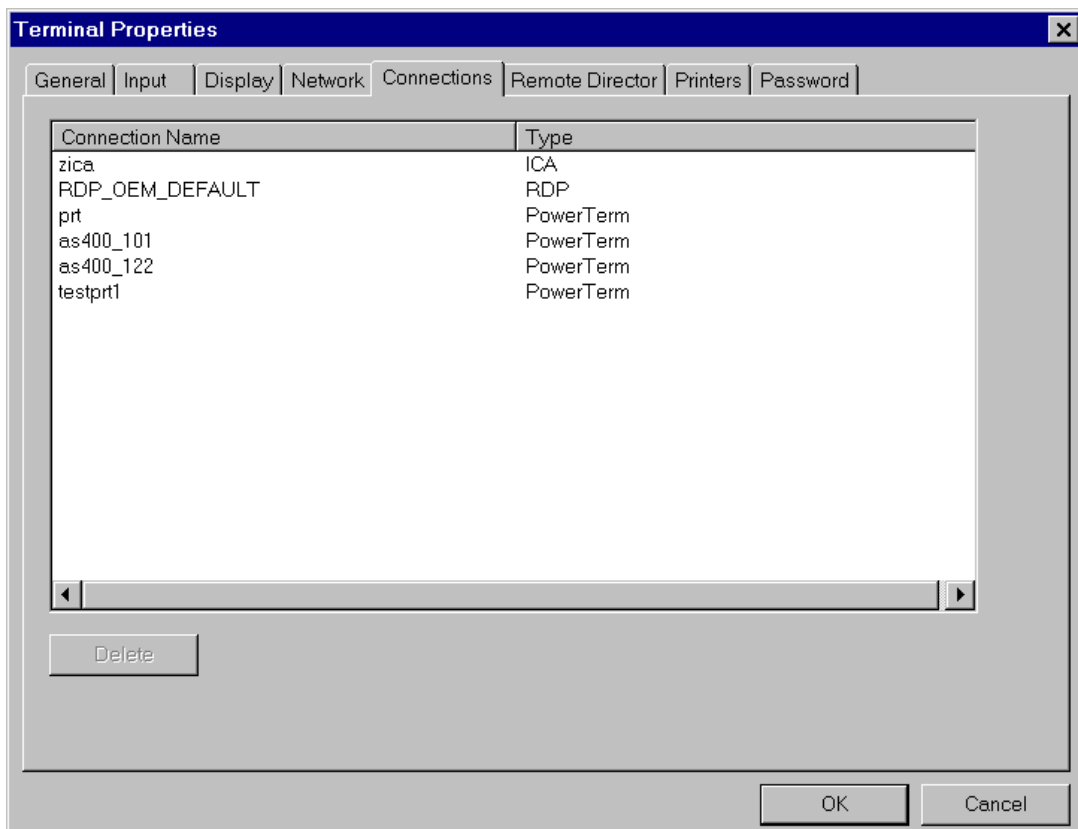 Terminal Properties
General Input Display Network Connections Remote Director Printers Password
Connection Name Type
zica ICA
RDP_OEM_DEFAULT RDP
prt PowerTerm
as400_101 PowerTerm
as400_122 PowerTerm
testprt1 PowerTerm
Delete
OK Cancel